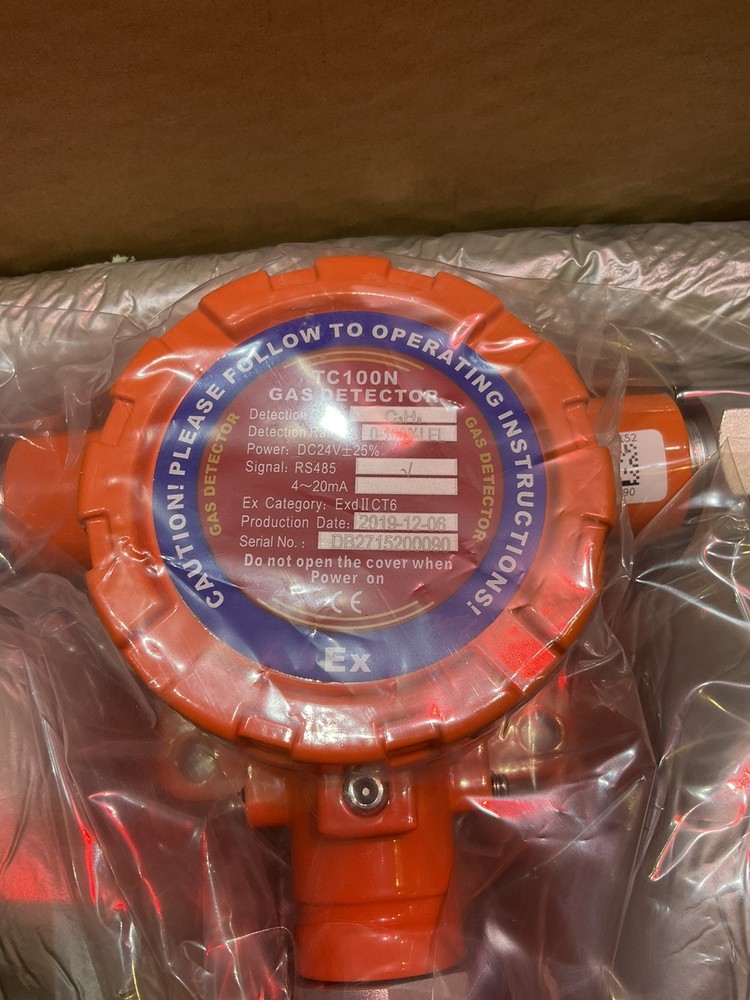 CAUTION! PLEASE FOLLOW TO OPERATING INSTRUCTIONS!
GAS DETECTOR
GAS DETECTOR
TC100N
GAS DETECTOR
Detection
Detection
Power: DC24V±25%
Signal: RS485 √
4~20mA
Ex Category: ExdⅡCT6
Production Date: 2019-12-06
Serial No.: DB2715200090
Do not open the cover when
Power on
CE
Ex